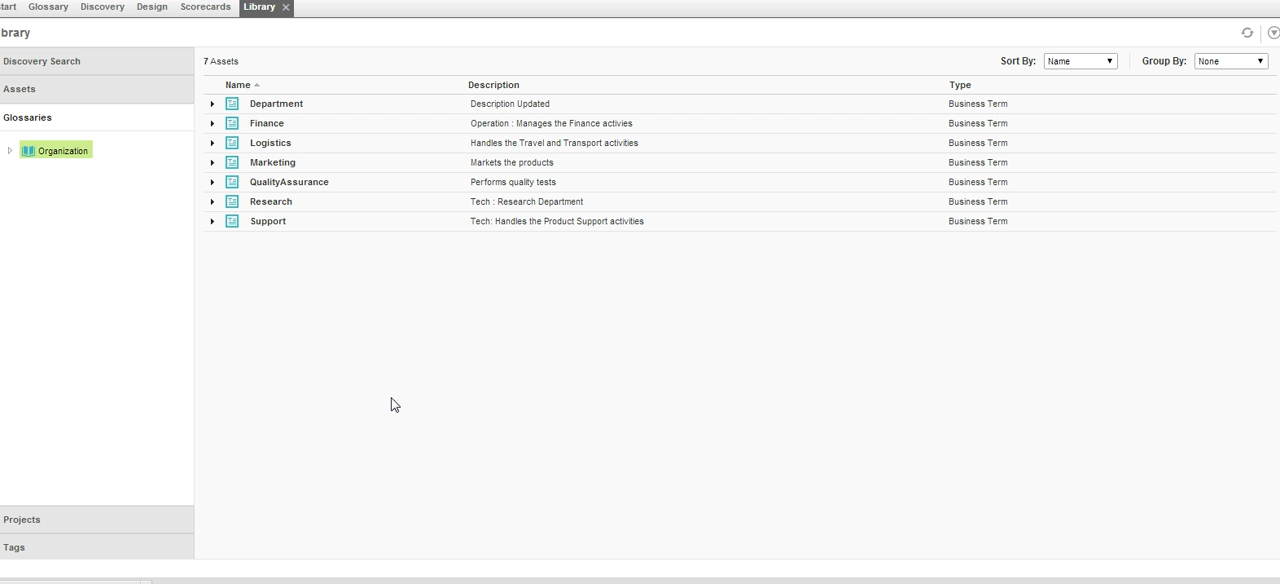 tart Glossary Discovery Design Scorecards Library
brary
Discovery Search
Assets
Glossaries
Organization
Projects
Tags
7 Assets Sort By: Name Group By: None
Name Description Type
Department Description Updated Business Term
Finance Operation : Manages the Finance activies Business Term
Logistics Handles the Travel and Transport activities Business Term
Marketing Markets the products Business Term
QualityAssurance Performs quality tests Business Term
Research Tech : Research Department Business Term
Support Tech: Handles the Product Support activities Business Term